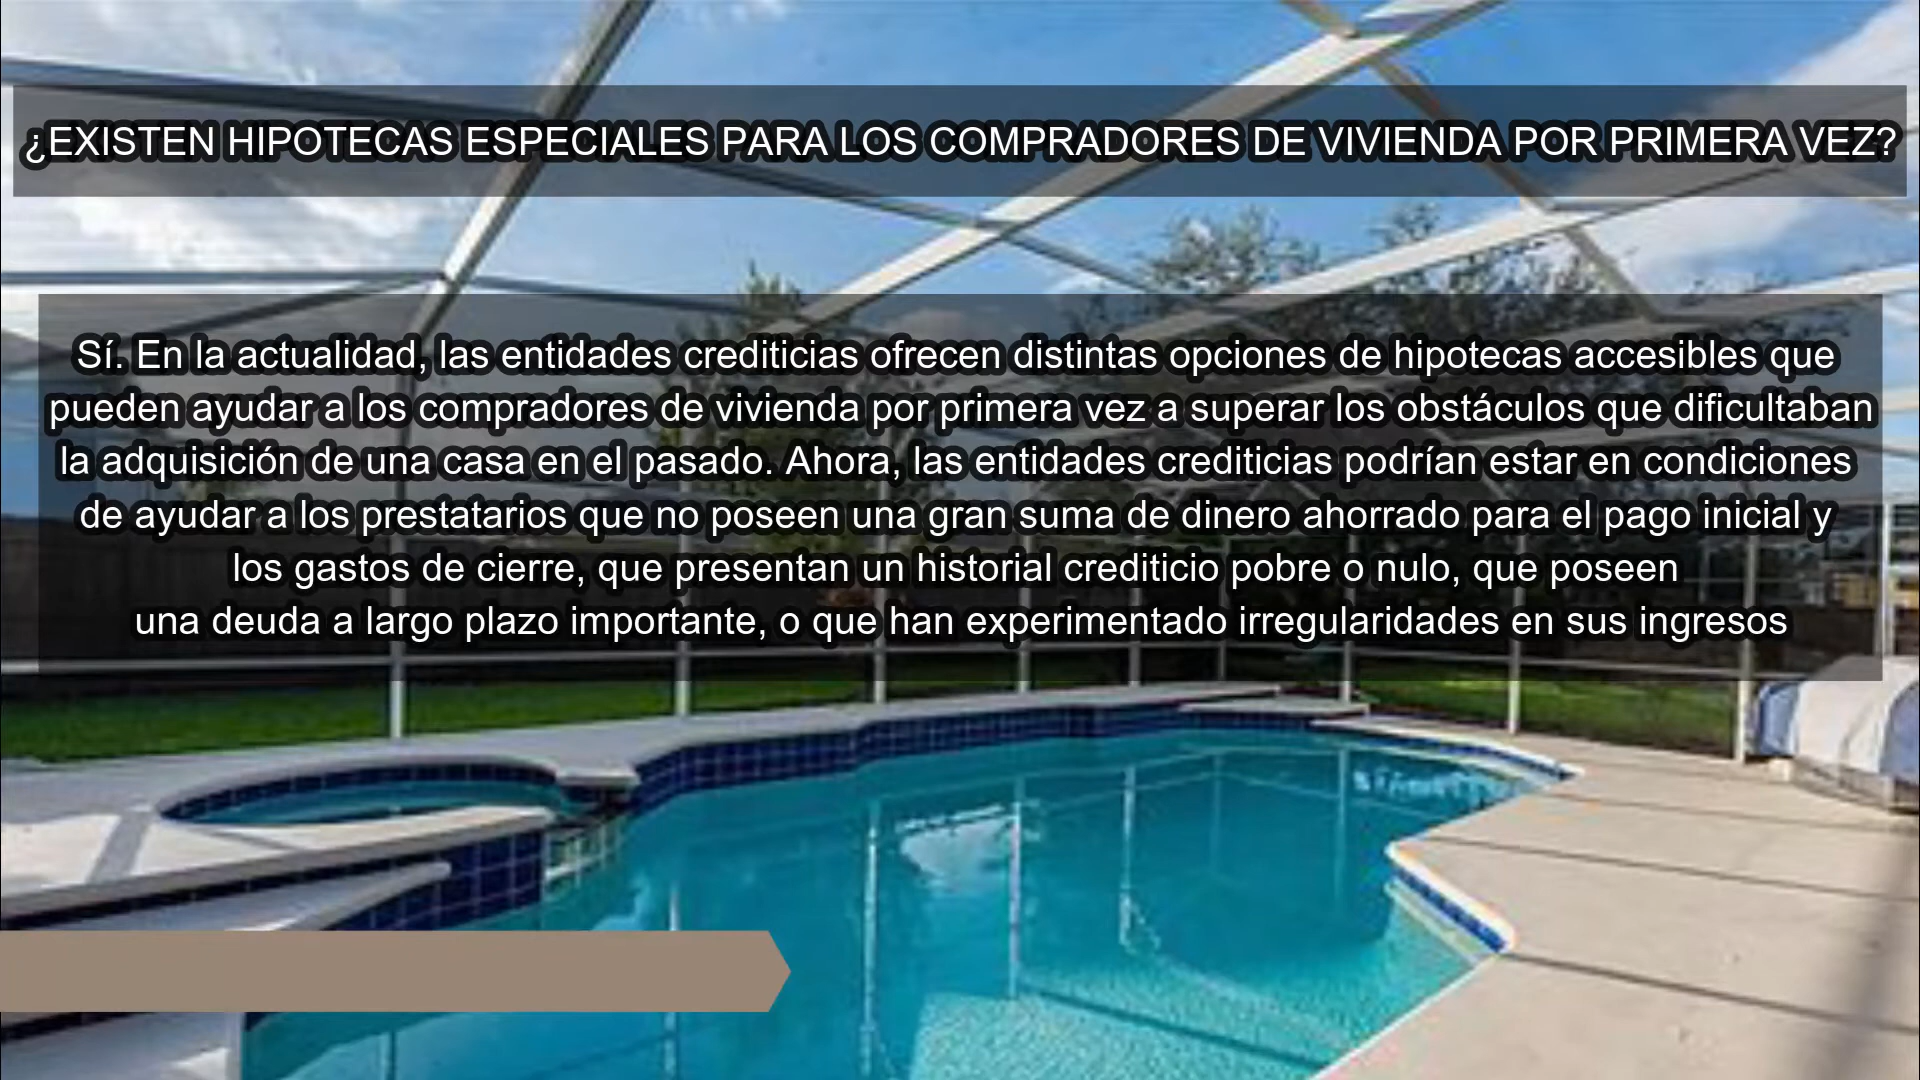 ¿EXISTEN HIPOTECAS ESPECIALES PARA LOS COMPRADORES DE VIVIENDA POR PRIMERA VEZ?
Sí. En la actualidad, las entidades crediticias ofrecen distintas opciones de hipotecas accesibles que
pueden ayudar a los compradores de vivienda por primera vez a superar los obstáculos que dificultaban
la adquisición de una casa en el pasado. Ahora, las entidades crediticias podrían estar en condiciones
de ayudar a los prestatarios que no poseen una gran suma de dinero ahorrado para el pago inicial y
los gastos de cierre, que presentan un historial crediticio pobre o nulo, que poseen
una deuda a largo plazo importante, o que han experimentado irregularidades en sus ingresos